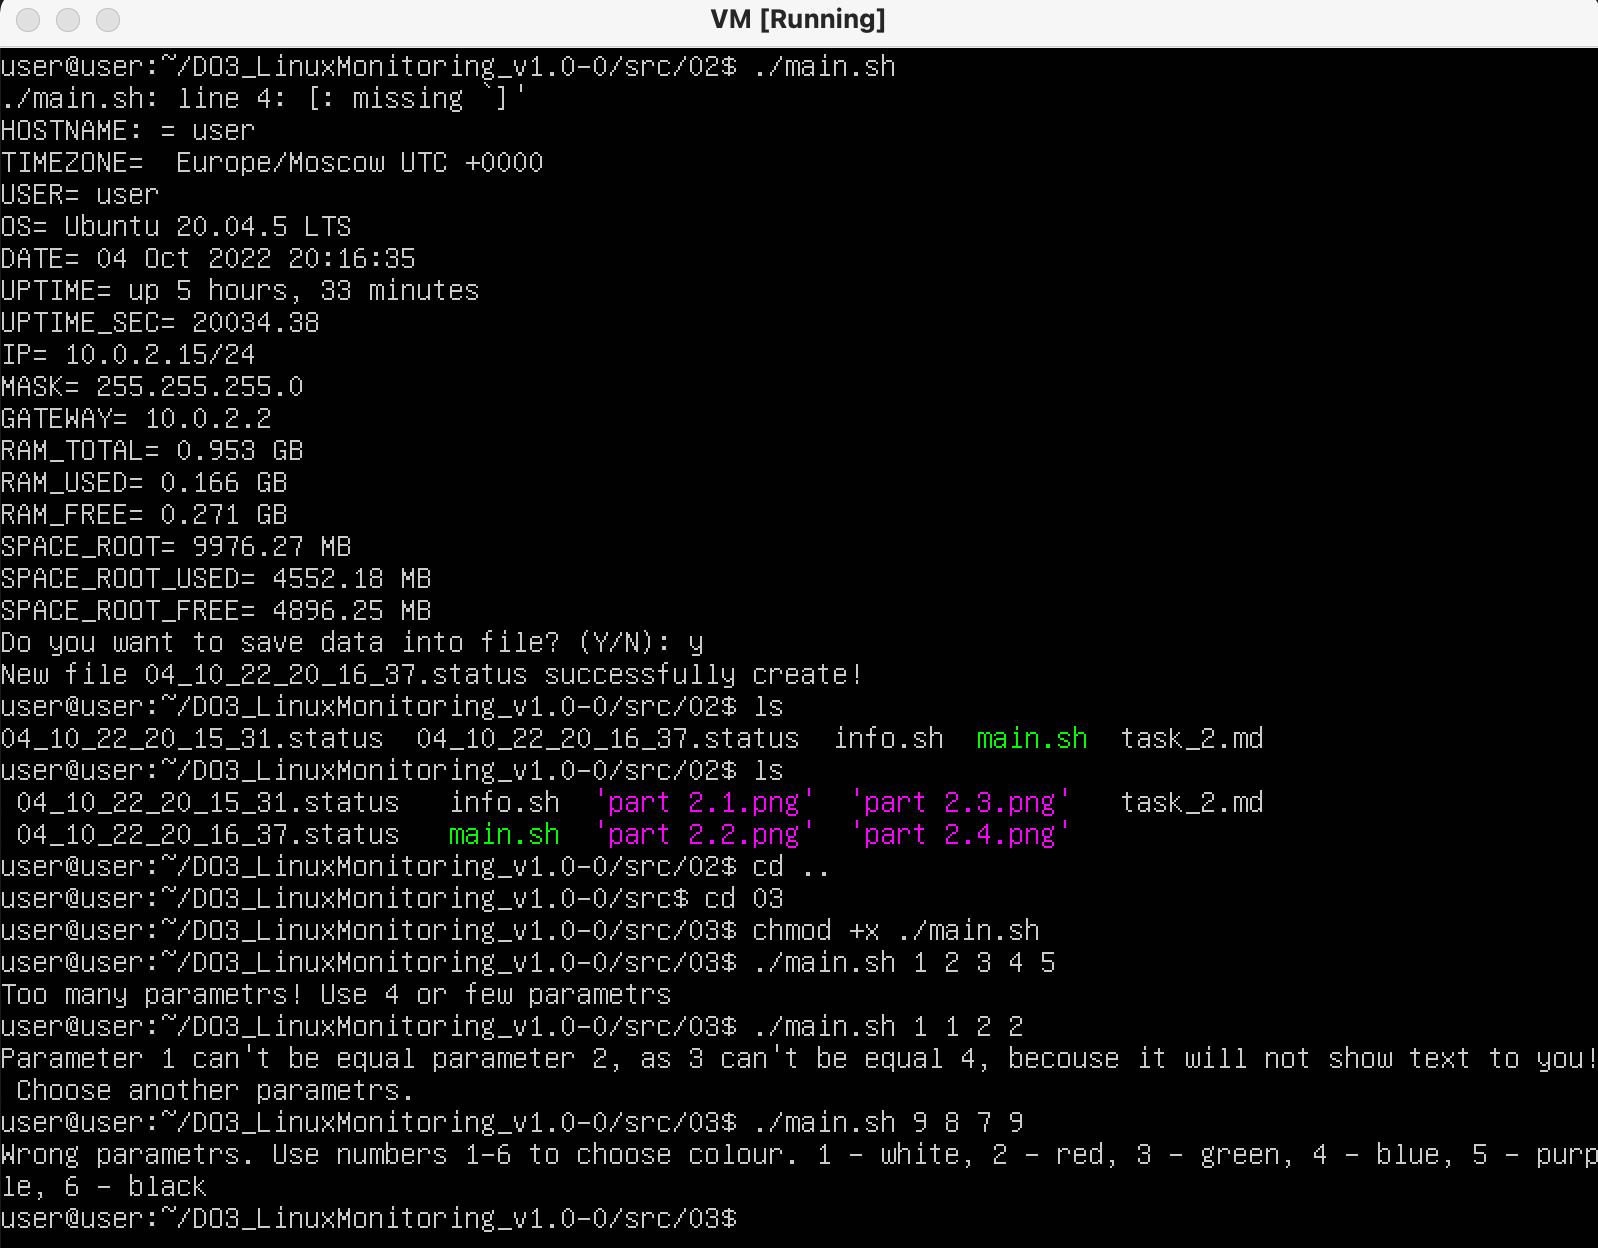 VM [Running]
user@user:~/DO3_LinuxMonitoring_v1.0-0/src/02$ ./main.sh
./main.sh: line 4: [: missing `]'
HOSTNAME: = user
TIMEZONE=  Europe/Moscow UTC +0000
USER= user
OS= Ubuntu 20.04.5 LTS
DATE= 04 Oct 2022 20:16:35
UPTIME= up 5 hours, 33 minutes
UPTIME_SEC= 20034.38
IP= 10.0.2.15/24
MASK= 255.255.255.0
GATEWAY= 10.0.2.2
RAM_TOTAL= 0.953 GB
RAM_USED= 0.166 GB
RAM_FREE= 0.271 GB
SPACE_ROOT= 9976.27 MB
SPACE_ROOT_USED= 4552.18 MB
SPACE_ROOT_FREE= 4896.25 MB
Do you want to save data into file? (Y/N): y
New file 04_10_22_20_16_37.status successfully create!
user@user:~/DO3_LinuxMonitoring_v1.0-0/src/02$ ls
04_10_22_20_15_31.status  04_10_22_20_16_37.status  info.sh  main.sh  task_2.md
user@user:~/DO3_LinuxMonitoring_v1.0-0/src/02$ ls
 04_10_22_20_15_31.status   info.sh  'part 2.1.png'  'part 2.3.png'   task_2.md
 04_10_22_20_16_37.status   main.sh  'part 2.2.png'  'part 2.4.png'
user@user:~/DO3_LinuxMonitoring_v1.0-0/src/02$ cd ..
user@user:~/DO3_LinuxMonitoring_v1.0-0/src$ cd 03
user@user:~/DO3_LinuxMonitoring_v1.0-0/src/03$ chmod +x ./main.sh
user@user:~/DO3_LinuxMonitoring_v1.0-0/src/03$ ./main.sh 1 2 3 4 5
Too many parametrs! Use 4 or few parametrs
user@user:~/DO3_LinuxMonitoring_v1.0-0/src/03$ ./main.sh 1 1 2 2
Parameter 1 can't be equal parameter 2, as 3 can't be equal 4, becouse it will not show text to you!
 Choose another parametrs.
user@user:~/DO3_LinuxMonitoring_v1.0-0/src/03$ ./main.sh 9 8 7 9
Wrong parametrs. Use numbers 1-6 to choose colour. 1 - white, 2 - red, 3 - green, 4 - blue, 5 - purp
le, 6 - black
user@user:~/DO3_LinuxMonitoring_v1.0-0/src/03$